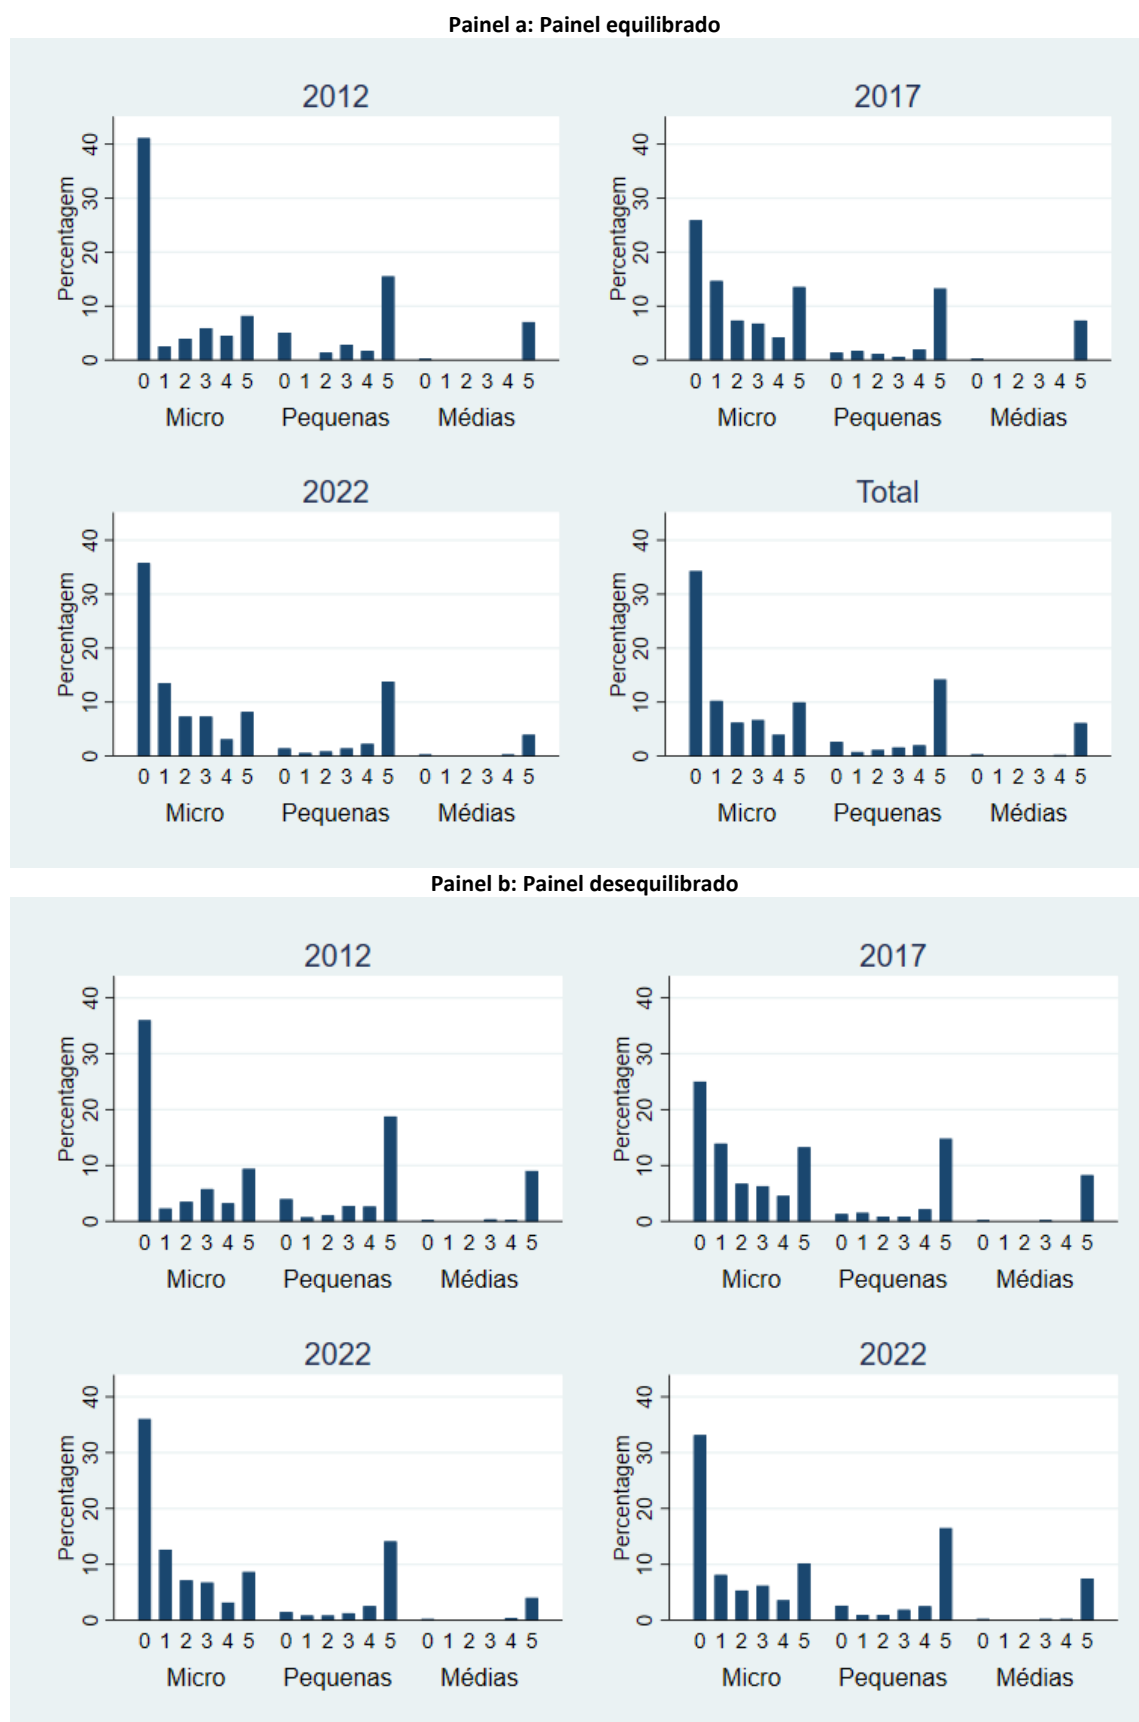 Painel a: Painel equilibrado
2012
Percentagem
0 10 20 30 40
0 1 2 3 4 5 0 1 2 3 4 5 0 1 2 3 4 5
Micro Pequenas Médias
2017
Percentagem
0 10 20 30 40
0 1 2 3 4 5 0 1 2 3 4 5 0 1 2 3 4 5
Micro Pequenas Médias
2022
Percentagem
0 10 20 30 40
0 1 2 3 4 5 0 1 2 3 4 5 0 1 2 3 4 5
Micro Pequenas Médias
Total
Percentagem
0 10 20 30 40
0 1 2 3 4 5 0 1 2 3 4 5 0 1 2 3 4 5
Micro Pequenas Médias
Painel b: Painel desequilibrado
2012
Percentagem
0 10 20 30 40
0 1 2 3 4 5 0 1 2 3 4 5 0 1 2 3 4 5
Micro Pequenas Médias
2017
Percentagem
0 10 20 30 40
0 1 2 3 4 5 0 1 2 3 4 5 0 1 2 3 4 5
Micro Pequenas Médias
2022
Percentagem
0 10 20 30 40
0 1 2 3 4 5 0 1 2 3 4 5 0 1 2 3 4 5
Micro Pequenas Médias
2022
Percentagem
0 10 20 30 40
0 1 2 3 4 5 0 1 2 3 4 5 0 1 2 3 4 5
Micro Pequenas Médias